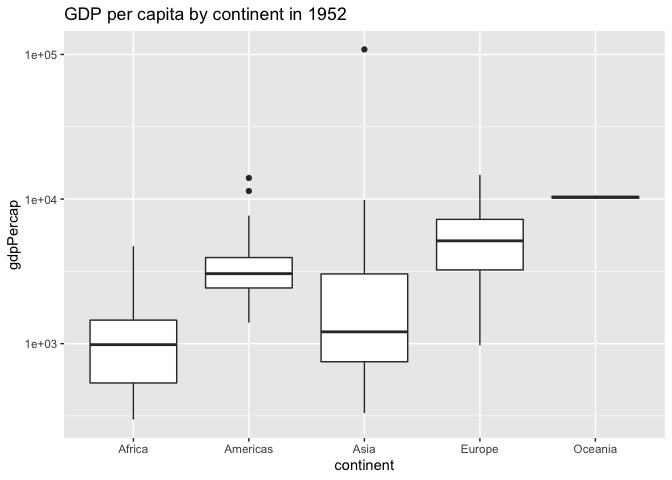 GDP per capita by continent in 1952
1e+05
1e+04
1e+03
gdpPercap
Africa
Americas
Asia
Europe
Oceania
continent